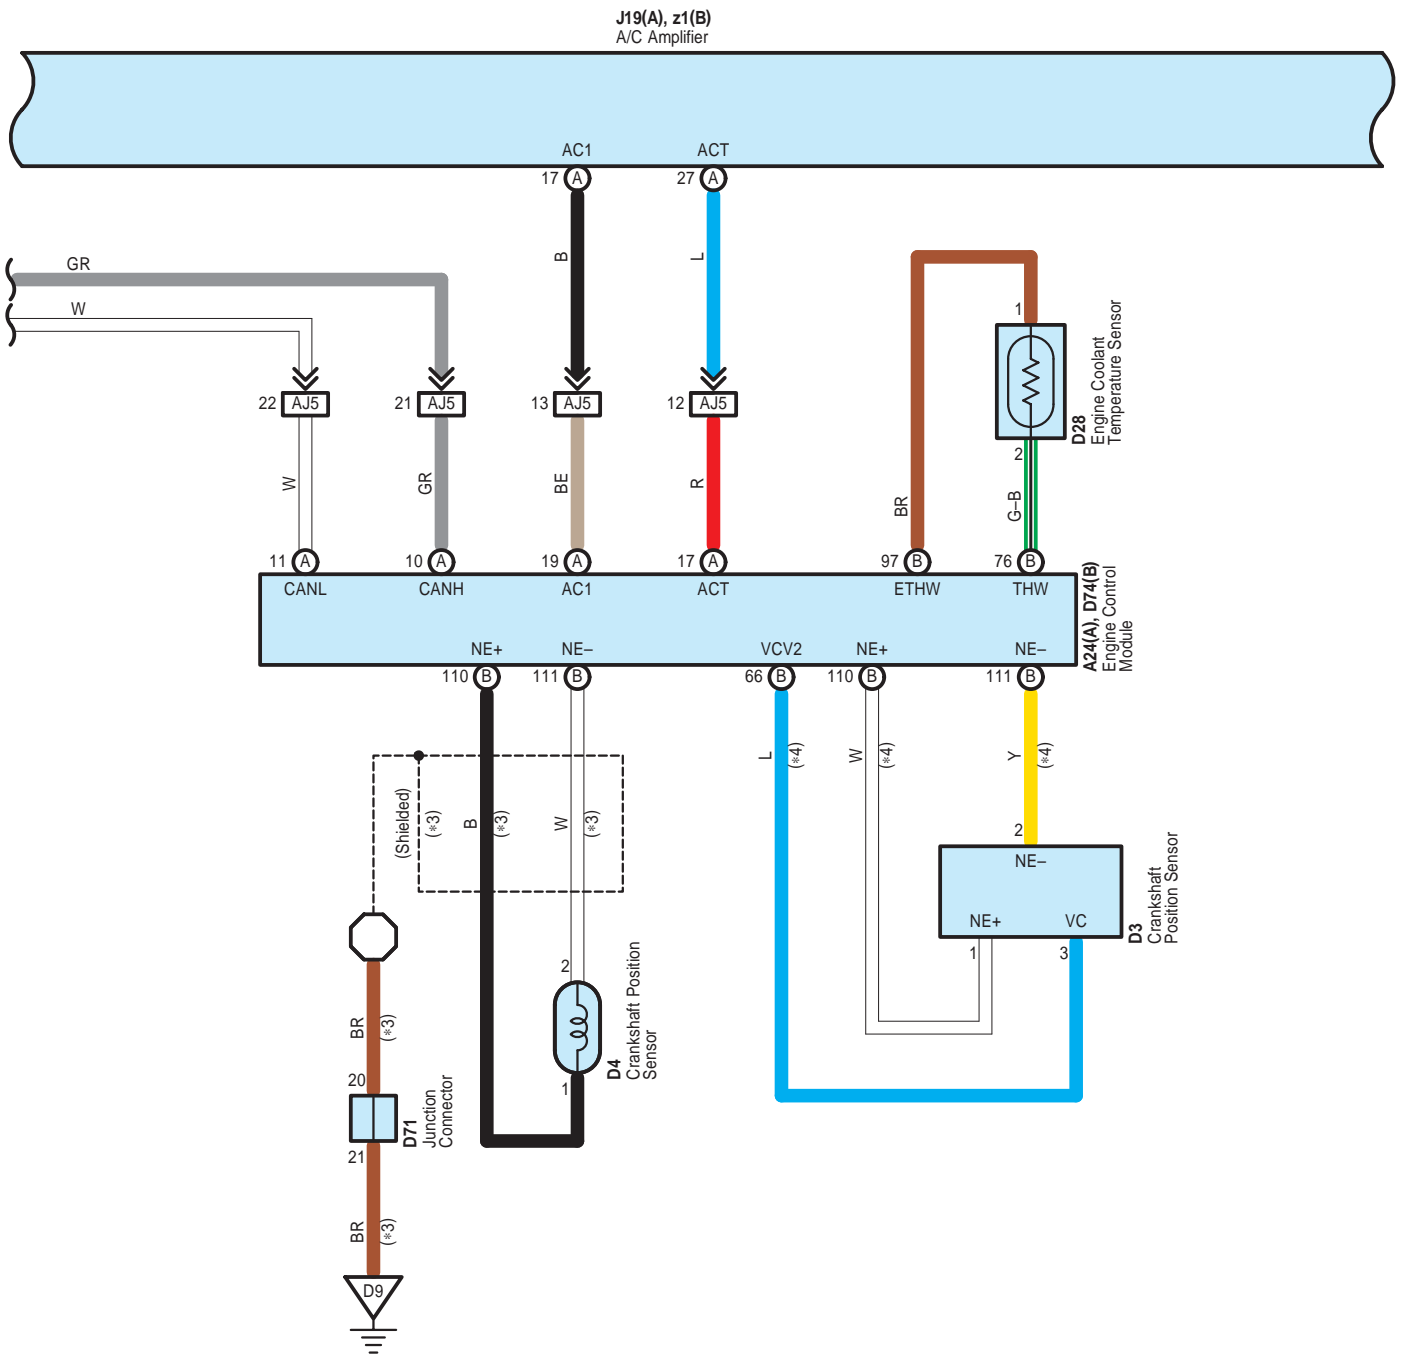 J19(A), z1(B)
A/C Amplifier
AC1
ACT
17 A
27 A
GR
W
B
L
1
D28
Engine Coolant
Temperature Sensor
22 AJ5
21 AJ5
13 AJ5
12 AJ5
2
W
GR
BE
R
BR
G–B
11 A
10 A
19 A
17 A
97 B
76 B
CANL
CANH
AC1
ACT
ETHW
THW
A24(A), D74(B)
Engine Control
Module
NE+
NE–
VCV2
NE+
NE–
110 B
111 B
66 B
110 B
111 B
L
(∗4)
W
(∗4)
Y
(∗4)
(Shielded)
(∗3)
B
(∗3)
W
(∗3)
2
NE–
NE+
VC
D3
Crankshaft
Position Sensor
1
3
2
D4
Crankshaft Position
Sensor
1
BR
(∗3)
20
D71
Junction
Connector
21
BR
(∗3)
D9